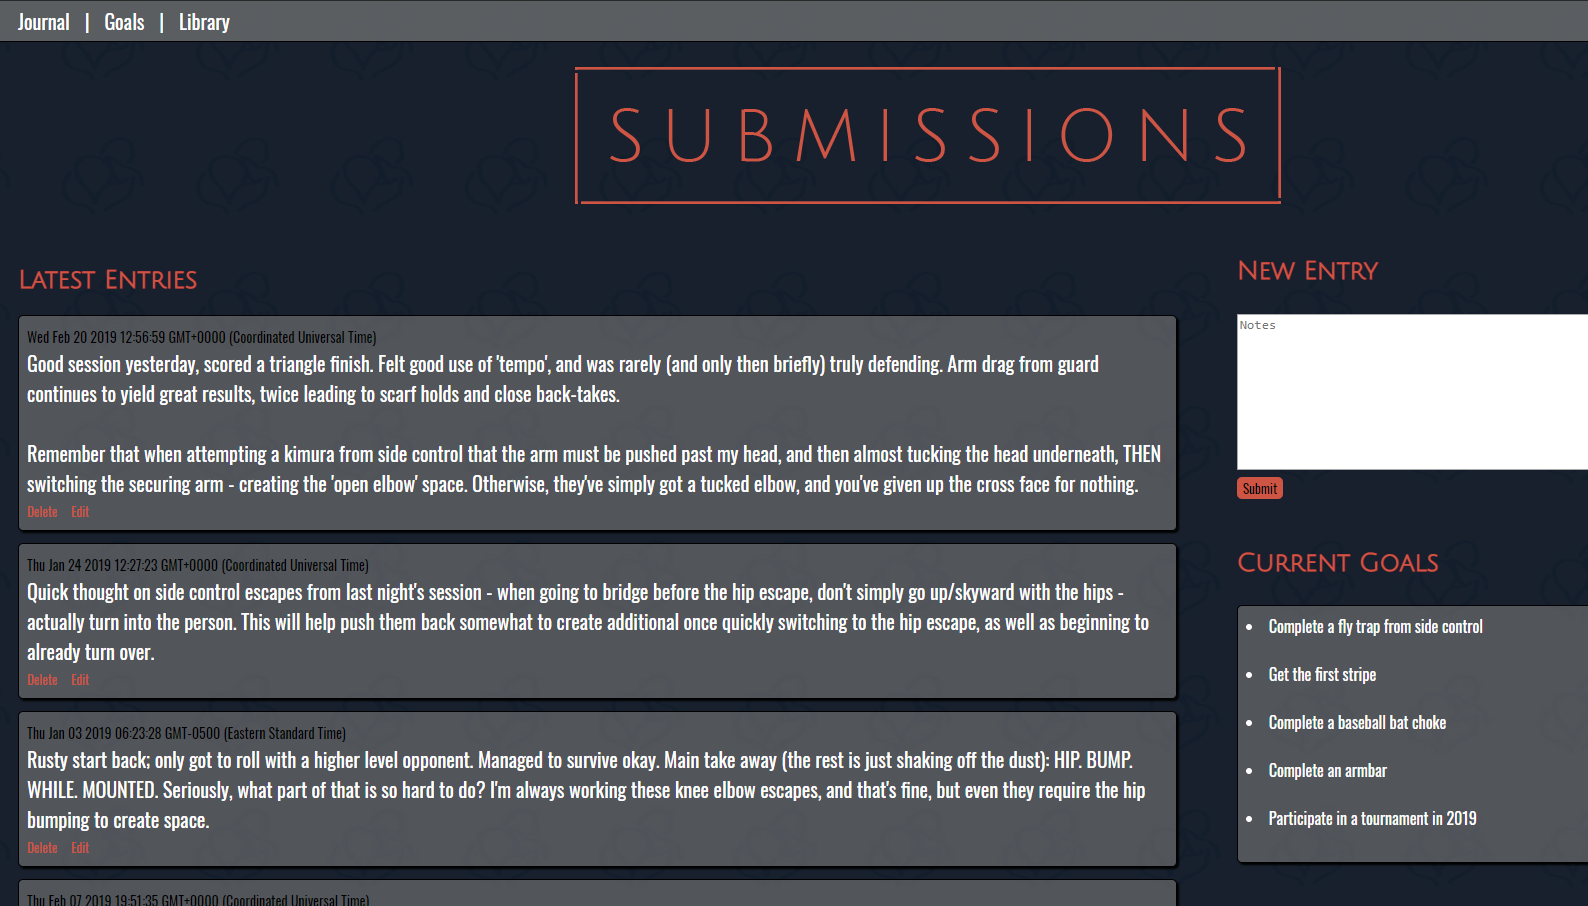 Journal | Goals | Library
SUBMISSIONS
Latest Entries
Wed Feb 20 2019 12:56:59 GMT+0000 (Coordinated Universal Time)
Good session yesterday, scored a triangle finish. Felt good use of 'tempo', and was rarely (and only then briefly) truly defending. Arm drag from guard
continues to yield great results, twice leading to scarf holds and close back-takes.
Remember that when attempting a kimura from side control that the arm must be pushed past my head, and then almost tucking the head underneath, THEN
switching the securing arm - creating the 'open elbow' space. Otherwise, they've simply got a tucked elbow, and you've given up the cross face for nothing.
Delete Edit
Thu Jan 24 2019 12:27:23 GMT+0000 (Coordinated Universal Time)
Quick thought on side control escapes from last night's session - when going to bridge before the hip escape, don't simply go up/skyward with the hips -
actually turn into the person. This will help push them back somewhat to create additional once quickly switching to the hip escape, as well as beginning to
already turn over.
Delete Edit
Thu Jan 03 2019 06:23:28 GMT-0500 (Eastern Standard Time)
Rusty start back; only got to roll with a higher level opponent. Managed to survive okay. Main take away (the rest is just shaking off the dust): HIP. BUMP.
WHILE. MOUNTED. Seriously, what part of that is so hard to do? I'm always working these knee elbow escapes, and that's fine, but even they require the hip
bumping to create space.
Delete Edit
Thu Feb 07 2019 19:51:35 GMT+0000 (Coordinated Universal Time)
New Entry
Notes
Submit
Current Goals
• Complete a fly trap from side control
• Get the first stripe
• Complete a baseball bat choke
• Complete an armbar
• Participate in a tournament in 2019